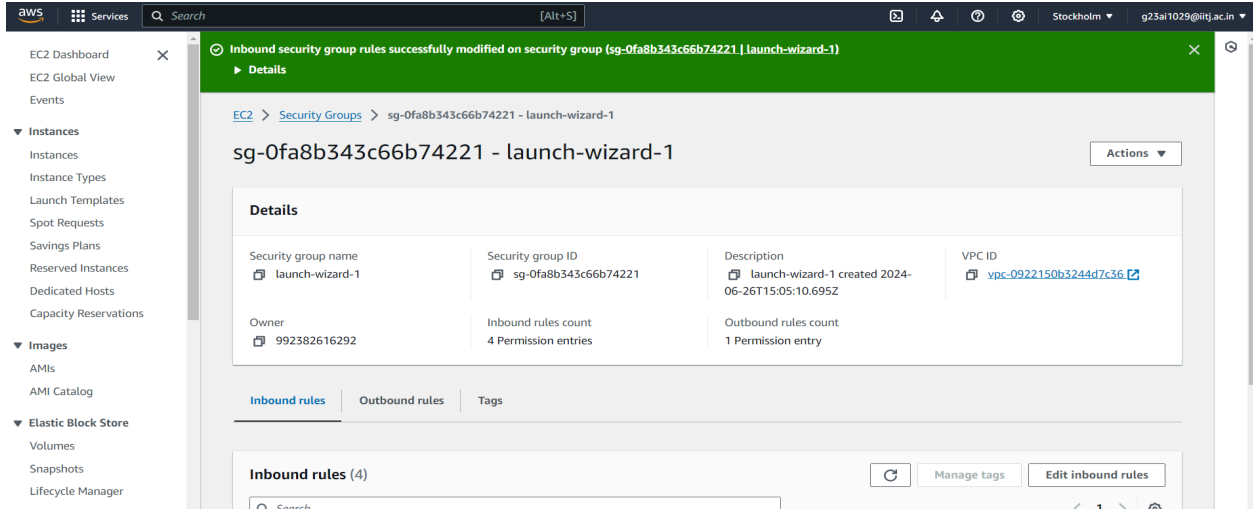 aws
Services
Search
[Alt+S]
Stockholm ▼
g23ai1029@iitj.ac.in ▼
EC2 Dashboard
EC2 Global View
Events
▼ Instances
Instances
Instance Types
Launch Templates
Spot Requests
Savings Plans
Reserved Instances
Dedicated Hosts
Capacity Reservations
▼ Images
AMIs
AMI Catalog
▼ Elastic Block Store
Volumes
Snapshots
Lifecycle Manager
Inbound security group rules successfully modified on security group (sg-0fa8b343c66b74221 | launch-wizard-1)
▶ Details
EC2 > Security Groups > sg-0fa8b343c66b74221 - launch-wizard-1
sg-0fa8b343c66b74221 - launch-wizard-1
Actions ▼
Details
Security group name
launch-wizard-1
Security group ID
sg-0fa8b343c66b74221
Description
launch-wizard-1 created 2024-
06-26T15:05:10.695Z
VPC ID
vpc-0922150b3244d7c36
Owner
992382616292
Inbound rules count
4 Permission entries
Outbound rules count
1 Permission entry
Inbound rules
Outbound rules
Tags
Inbound rules (4)
Manage tags
Edit inbound rules
Search
< 1 >